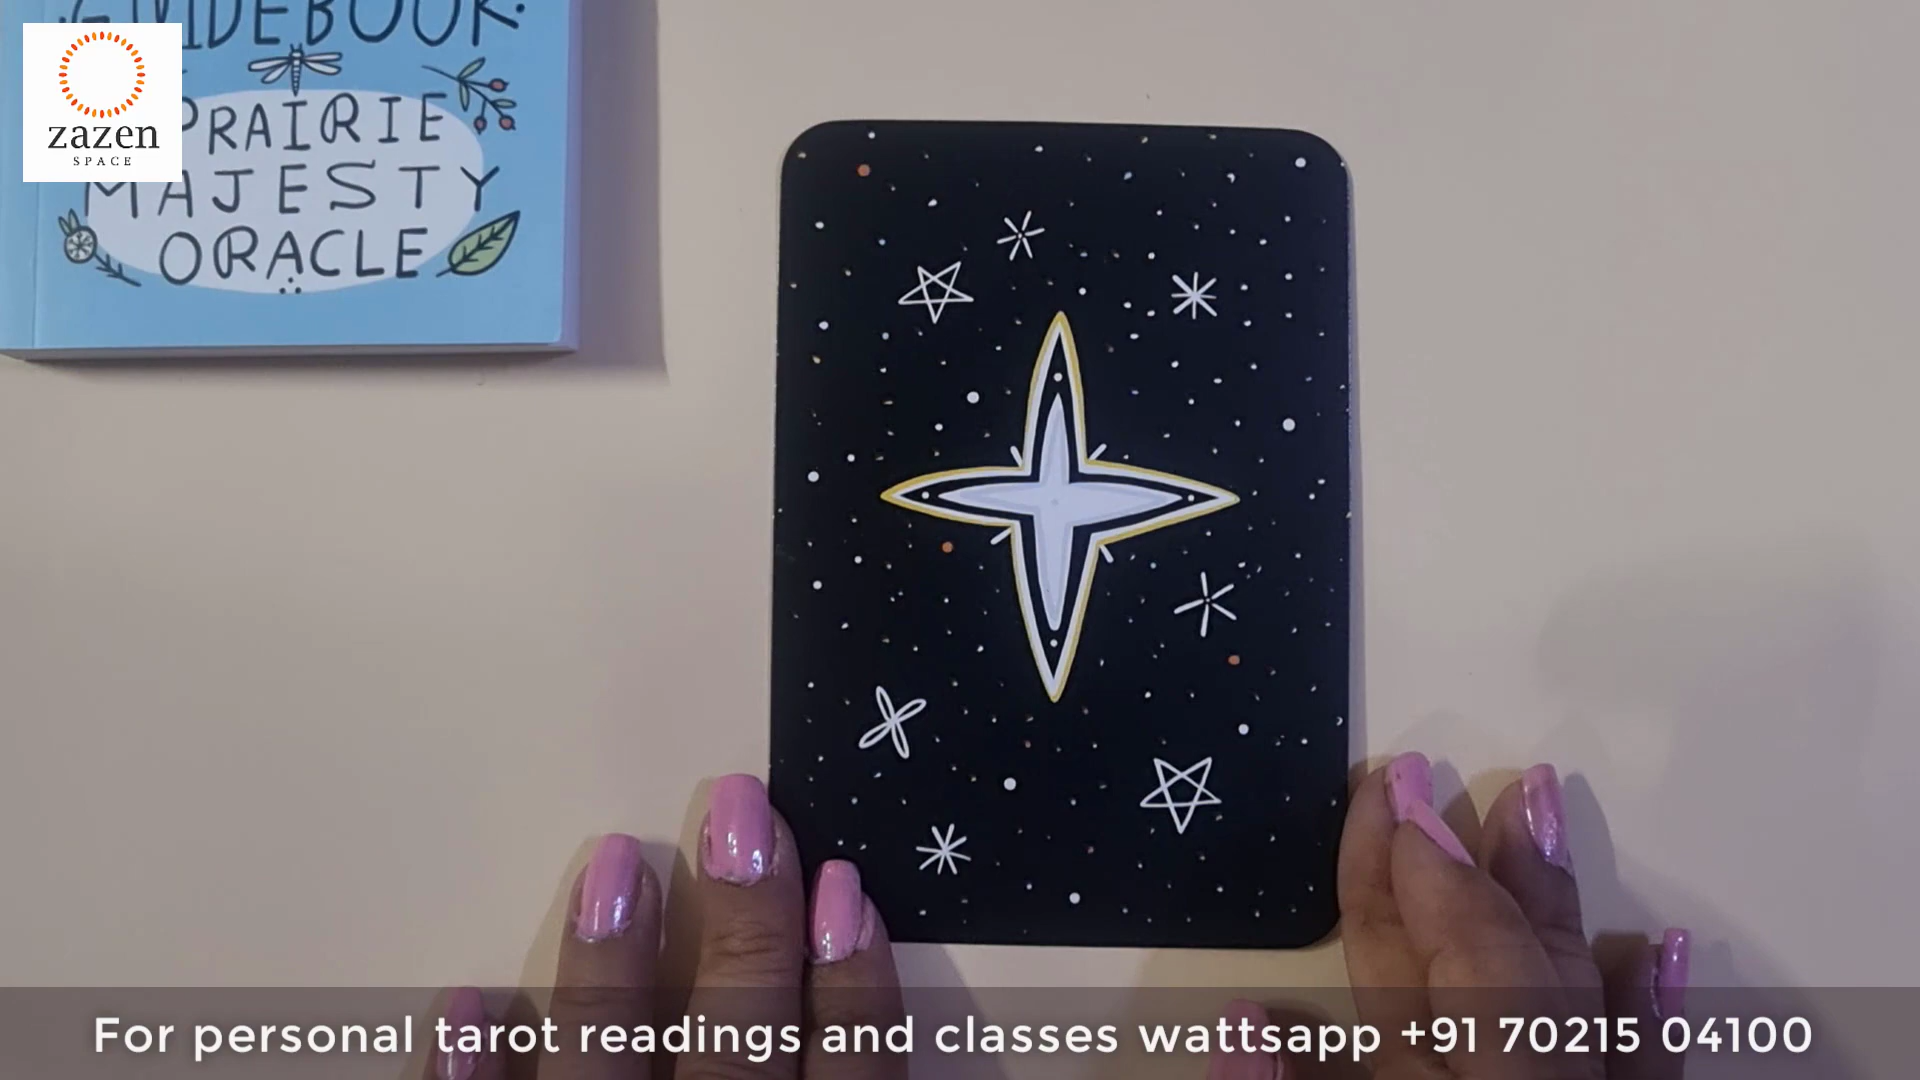 GUIDEBOOK
PRAIRIE
MAJESTY
ORACLE
zazen
SPACE
For personal tarot readings and classes wattsapp +91 70215 04100